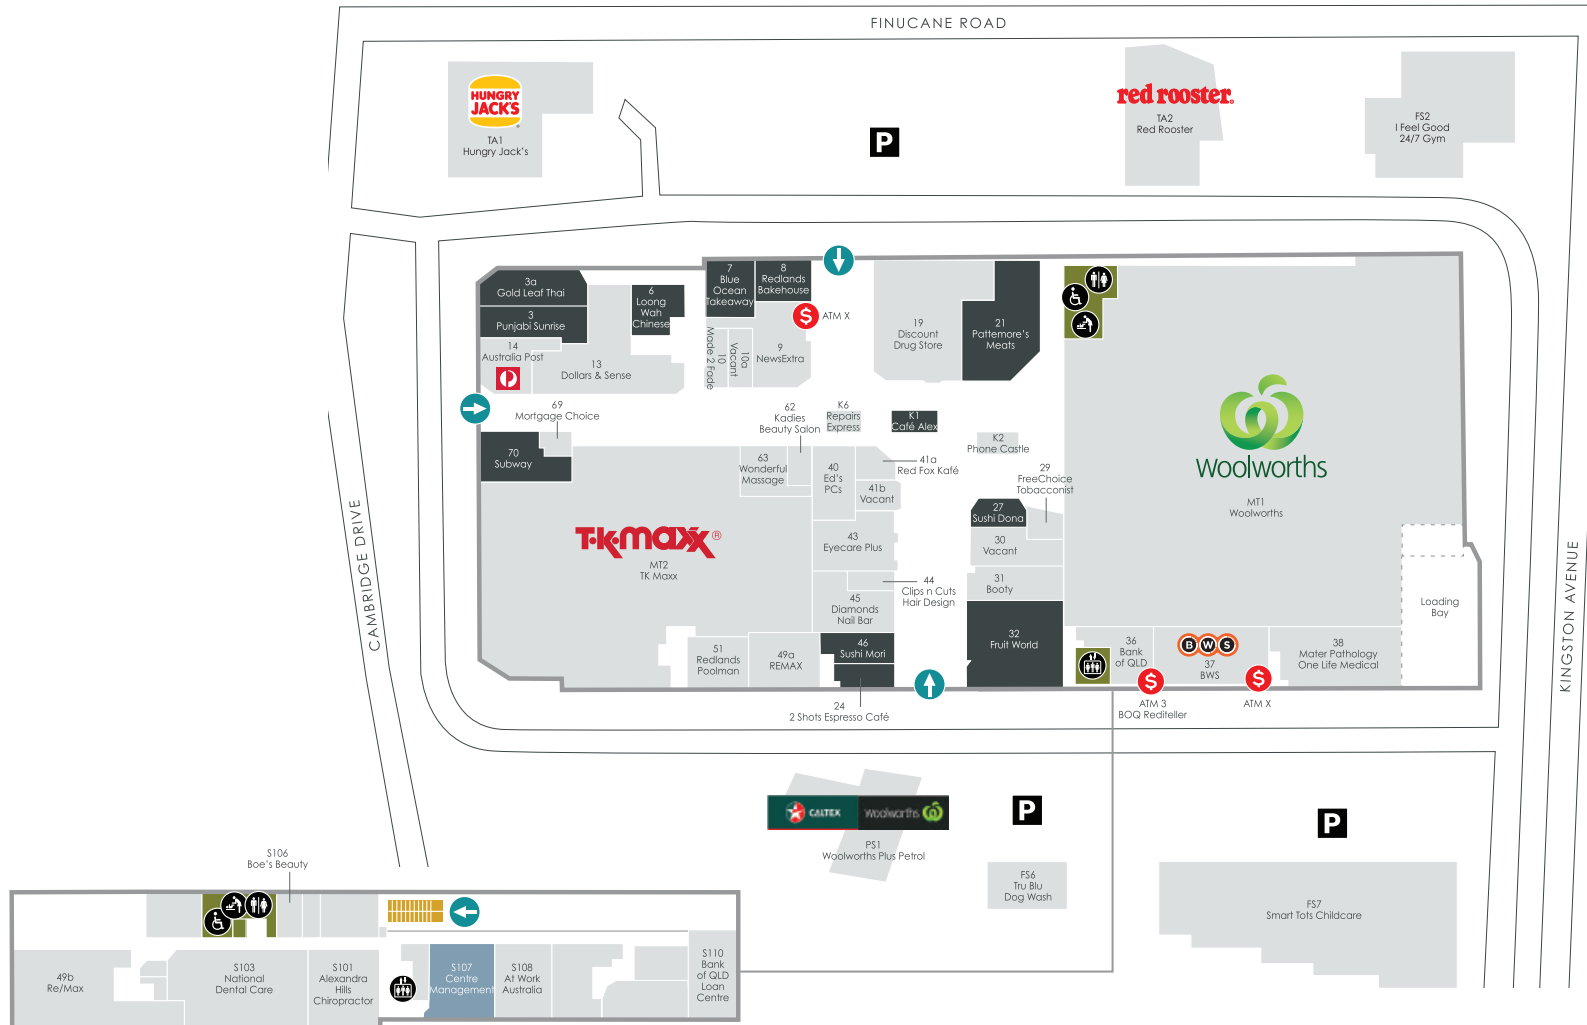 FINUCANE ROAD
HUNGRY
JACK'S
TA1
Hungry Jack's
P
red rooster.
TA2
Red Rooster
FS2
I Feel Good
24/7 Gym
3a
Gold Leaf Thai
3
Punjabi Sunrise
14
Australia Post
13
Dollars & Sense
6
Loong
Wah
Chinese
7
Blue
Ocean
Takeaway
8
Redlands
Bakehouse
$
ATM X
10
Made 2 Fade
10a
Vacant
9
NewsExtra
19
Discount
Drug Store
21
Pattemore's
Meats
69
Mortgage Choice
70
Subway
62
Kadies
Beauty Salon
K6
Repairs
Express
K1
Café Alex
K2
Phone Castle
63
Wonderful
Massage
40
Ed's
PCs
41a
Red Fox Kafé
41b
Vacant
29
FreeChoice
Tobacconist
27
Sushi Dona
30
Vacant
31
Booty
32
Fruit World
43
Eyecare Plus
44
Clips n Cuts
Hair Design
45
Diamonds
Nail Bar
46
Sushi Mori
24
2 Shots Espresso Café
T·K·maxx®
MT2
TK Maxx
51
Redlands
Poolman
49a
REMAX
Woolworths
MT1
Woolworths
Loading
Bay
36
Bank
of QLD
B W S
37
BWS
38
Mater Pathology
One Life Medical
$
ATM 3
BOQ Rediteller
$
ATM X
CAMBRIDGE DRIVE
KINGSTON AVENUE
CALTEX
woolworths
PS1
Woolworths Plus Petrol
P
P
FS6
Tru Blu
Dog Wash
FS7
Smart Tots Childcare
S106
Boe's Beauty
49b
Re/Max
S103
National
Dental Care
S101
Alexandra
Hills
Chiropractor
S107
Centre
Management
S108
At Work
Australia
S110
Bank
of QLD
Loan
Centre